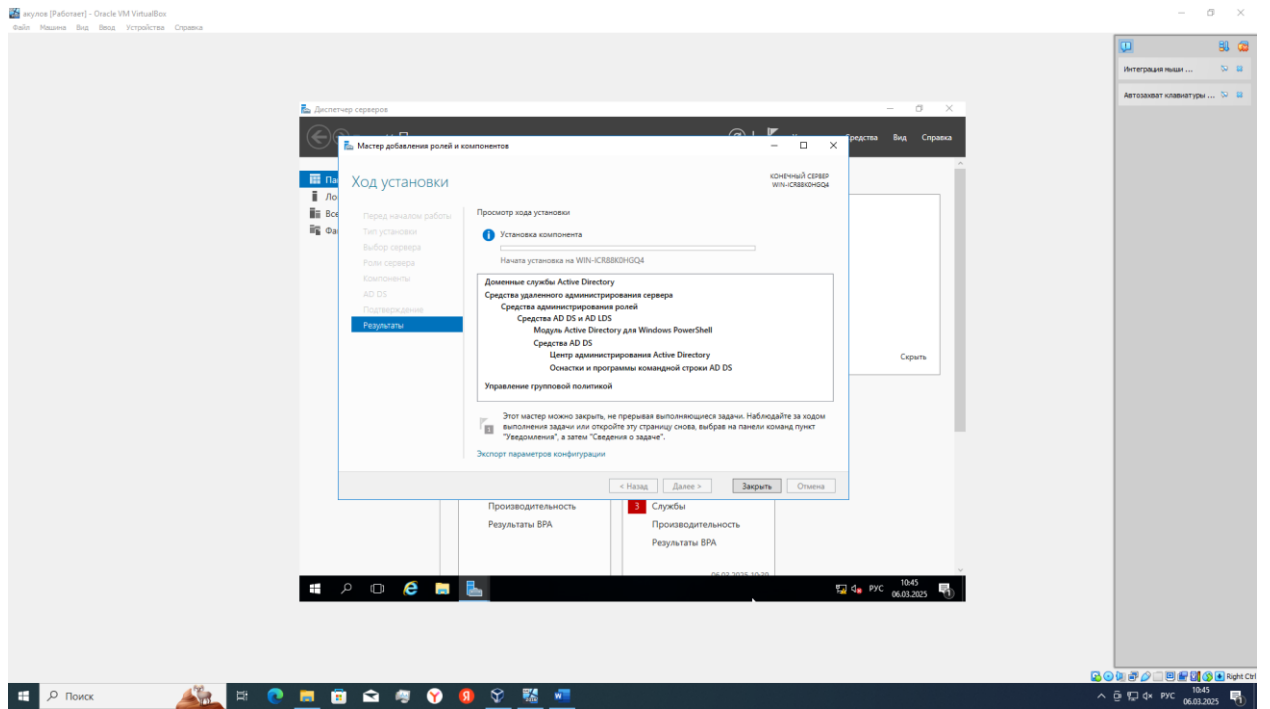 акулов [Работает] - Oracle VM VirtualBox
Файл Машина Вид Ввод Устройства Справка
Интеграция мыши ...
Автозахват клавиатуры ...
Диспетчер серверов
Средства Вид Справка
Мастер добавления ролей и компонентов
Ход установки
КОНЕЧНЫЙ СЕРВЕР
WIN-ICR88K0HGQ4
Перед началом работы
Тип установки
Выбор сервера
Роли сервера
Компоненты
AD DS
Подтверждение
Результаты
Просмотр хода установки
Установка компонента
Начата установка на WIN-ICR88K0HGQ4
Доменные службы Active Directory
Средства удаленного администрирования сервера
Средства администрирования ролей
Средства AD DS и AD LDS
Модуль Active Directory для Windows PowerShell
Средства AD DS
Центр администрирования Active Directory
Оснастки и программы командной строки AD DS
Управление групповой политикой
Этот мастер можно закрыть, не прерывая выполняющиеся задачи. Наблюдайте за ходом
выполнения задачи или откройте эту страницу снова, выбрав на панели команд пункт
"Уведомления", а затем "Сведения о задаче".
Экспорт параметров конфигурации
< Назад Далее > Закрыть Отмена
Скрыть
Производительность
Результаты BPA
3 Службы
Производительность
Результаты BPA
06.03.2025 10:39
РУС 10:45
06.03.2025
Right Ctrl
Поиск
РУС 10:45
06.03.2025